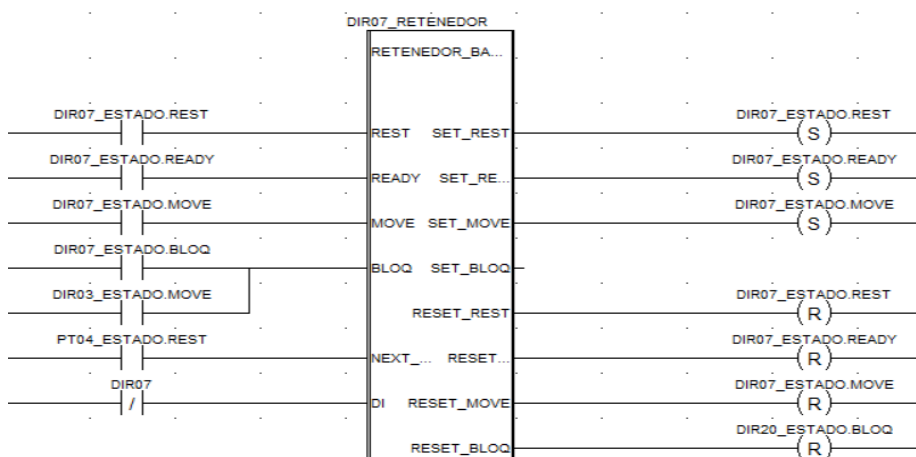 DIR07_RETENEDOR
RETENEDOR_BA...
DIR07_ESTADO.REST DIR07_ESTADO.REST
REST SET_REST S
DIR07_ESTADO.READY DIR07_ESTADO.READY
READY SET_RE... S
DIR07_ESTADO.MOVE DIR07_ESTADO.MOVE
MOVE SET_MOVE S
DIR07_ESTADO.BLOQ
BLOQ SET_BLOQ
DIR03_ESTADO.MOVE DIR07_ESTADO.REST
RESET_REST R
PT04_ESTADO.REST DIR07_ESTADO.READY
NEXT_... RESET... R
DIR07 DIR07_ESTADO.MOVE
/ DI RESET_MOVE R
DIR20_ESTADO.BLOQ
RESET_BLOQ R